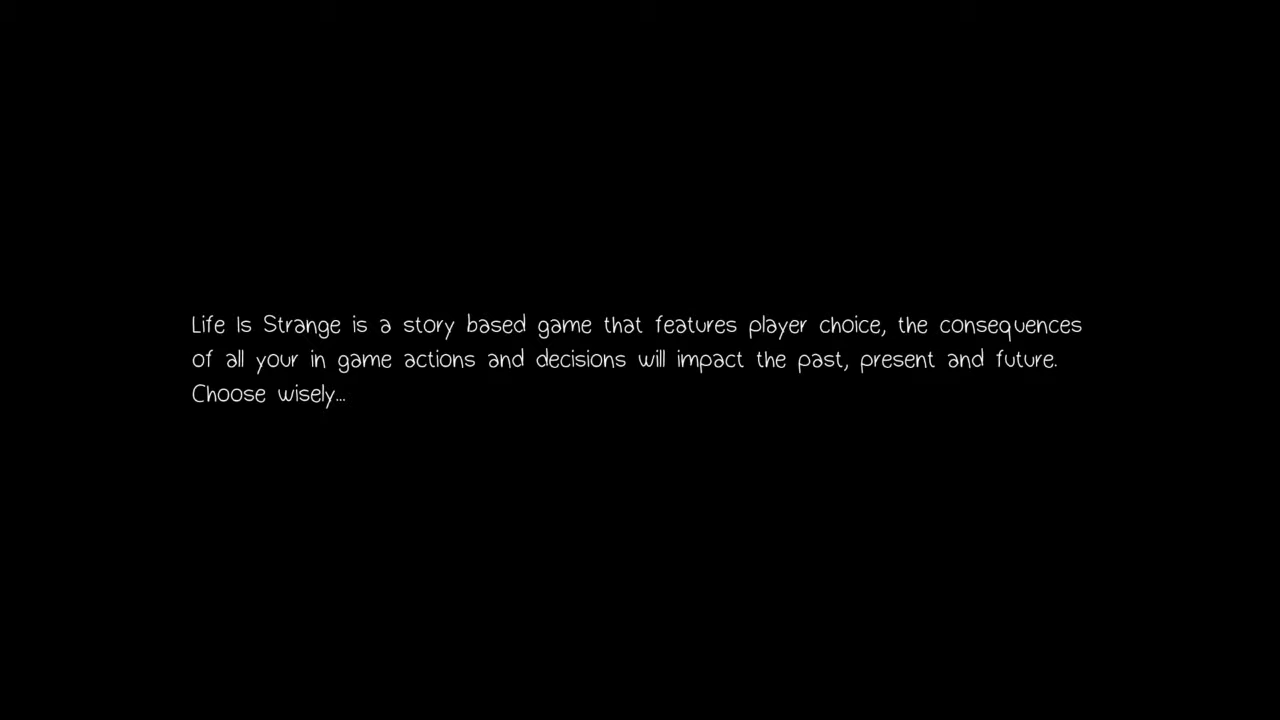 Life Is Strange is a story based game that features player choice, the consequences
of all your in game actions and decisions will impact the past, present and future.
Choose wisely...